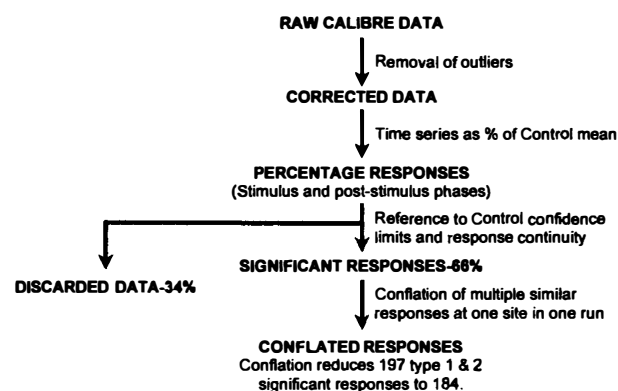 RAW CALIBRE DATA
Removal of outliers
CORRECTED DATA
Time series as % of Control mean
PERCENTAGE RESPONSES
(Stimulus and post-stimulus phases)
Reference to Control confidence
limits and response continuity
SIGNIFICANT RESPONSES-66%
DISCARDED DATA-34%
Conflation of multiple similar
responses at one site in one run
CONFLATED RESPONSES
Conflation reduces 197 type 1 & 2
significant responses to 184.